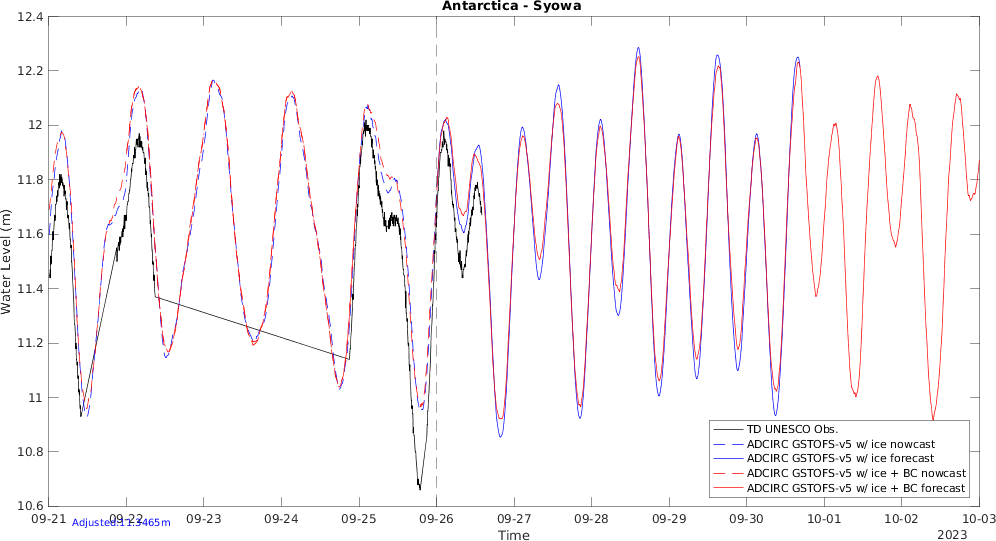 Antarctica - Syowa
12.4
12.2
12
11.8
11.6
11.4
11.2
11
10.8
10.6
Water Level (m)
09-21
09-22
09-23
09-24
09-25
09-26
09-27
09-28
09-29
09-30
10-01
10-02
10-03
Adjusted:11.3465m
Time
2023
TD UNESCO Obs.
ADCIRC GSTOFS-v5 w/ ice nowcast
ADCIRC GSTOFS-v5 w/ ice forecast
ADCIRC GSTOFS-v5 w/ ice + BC nowcast
ADCIRC GSTOFS-v5 w/ ice + BC forecast